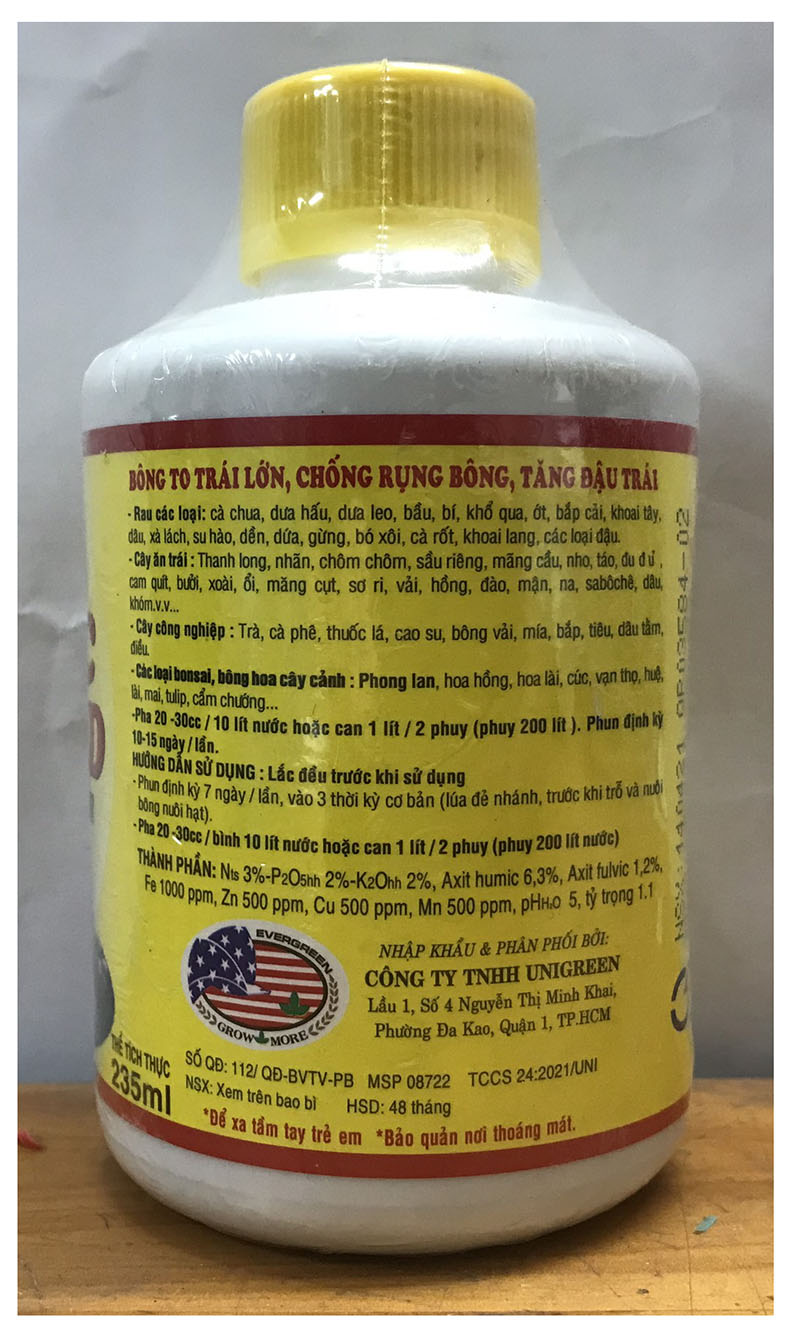 BÔNG TO TRÁI LỚN, CHỐNG RỤNG BÔNG, TĂNG ĐẬU TRÁI
- Rau các loại: cà chua, dưa hấu, dưa leo, bầu, bí, khổ qua, ớt, bắp cải, khoai tây,
dâu, xà lách, su hào, dền, dứa, gừng, bó xôi, cà rốt, khoai lang, các loại đậu.
- Cây ăn trái : Thanh long, nhãn, chôm chôm, sầu riêng, mãng cầu, nho, táo, đu đủ ,
cam quít, bưởi, xoài, ổi, măng cụt, sơ ri, vải, hồng, đào, mận, na, sabôchê, dâu,
khóm.v.v...
- Cây công nghiệp : Trà, cà phê, thuốc lá, cao su, bông vải, mía, bắp, tiêu, dâu tằm,
điều.
- Các loại bonsai, bông hoa cây cảnh : Phong lan, hoa hồng, hoa lài, cúc, vạn thọ, huệ,
lài, mai, tulip, cẩm chướng...
-Pha 20 -30cc / 10 lít nước hoặc can 1 lít / 2 phuy (phuy 200 lít ). Phun định kỳ
10-15 ngày / lần.
HƯỚNG DẪN SỬ DỤNG : Lắc đều trước khi sử dụng
- Phun định kỳ 7 ngày / lần, vào 3 thời kỳ cơ bản (lúa đẻ nhánh, trước khi trỗ và nuôi
bông nuôi hạt).
- Pha 20 -30cc / bình 10 lít nước hoặc can 1 lít / 2 phuy (phuy 200 lít nước)
THÀNH PHẦN: Nts 3%-P2O5hh 2%-K2Ohh 2%, Axit humic 6,3%, Axit fulvic 1,2%,
Fe 1000 ppm, Zn 500 ppm, Cu 500 ppm, Mn 500 ppm, pHH₂O 5, tỷ trọng 1.1
EVERGREEN
GROW MORE
NHẬP KHẨU & PHÂN PHỐI BỞI:
CÔNG TY TNHH UNIGREEN
Lầu 1, Số 4 Nguyễn Thị Minh Khai,
Phường Đa Kao, Quận 1, TP.HCM
THỂ TÍCH THỰC
235ml
SỐ QĐ: 112/ QĐ-BVTV-PB MSP 08722 TCCS 24:2021/UNI
NSX: Xem trên bao bì HSD: 48 tháng
*Để xa tầm tay trẻ em *Bảo quản nơi thoáng mát.